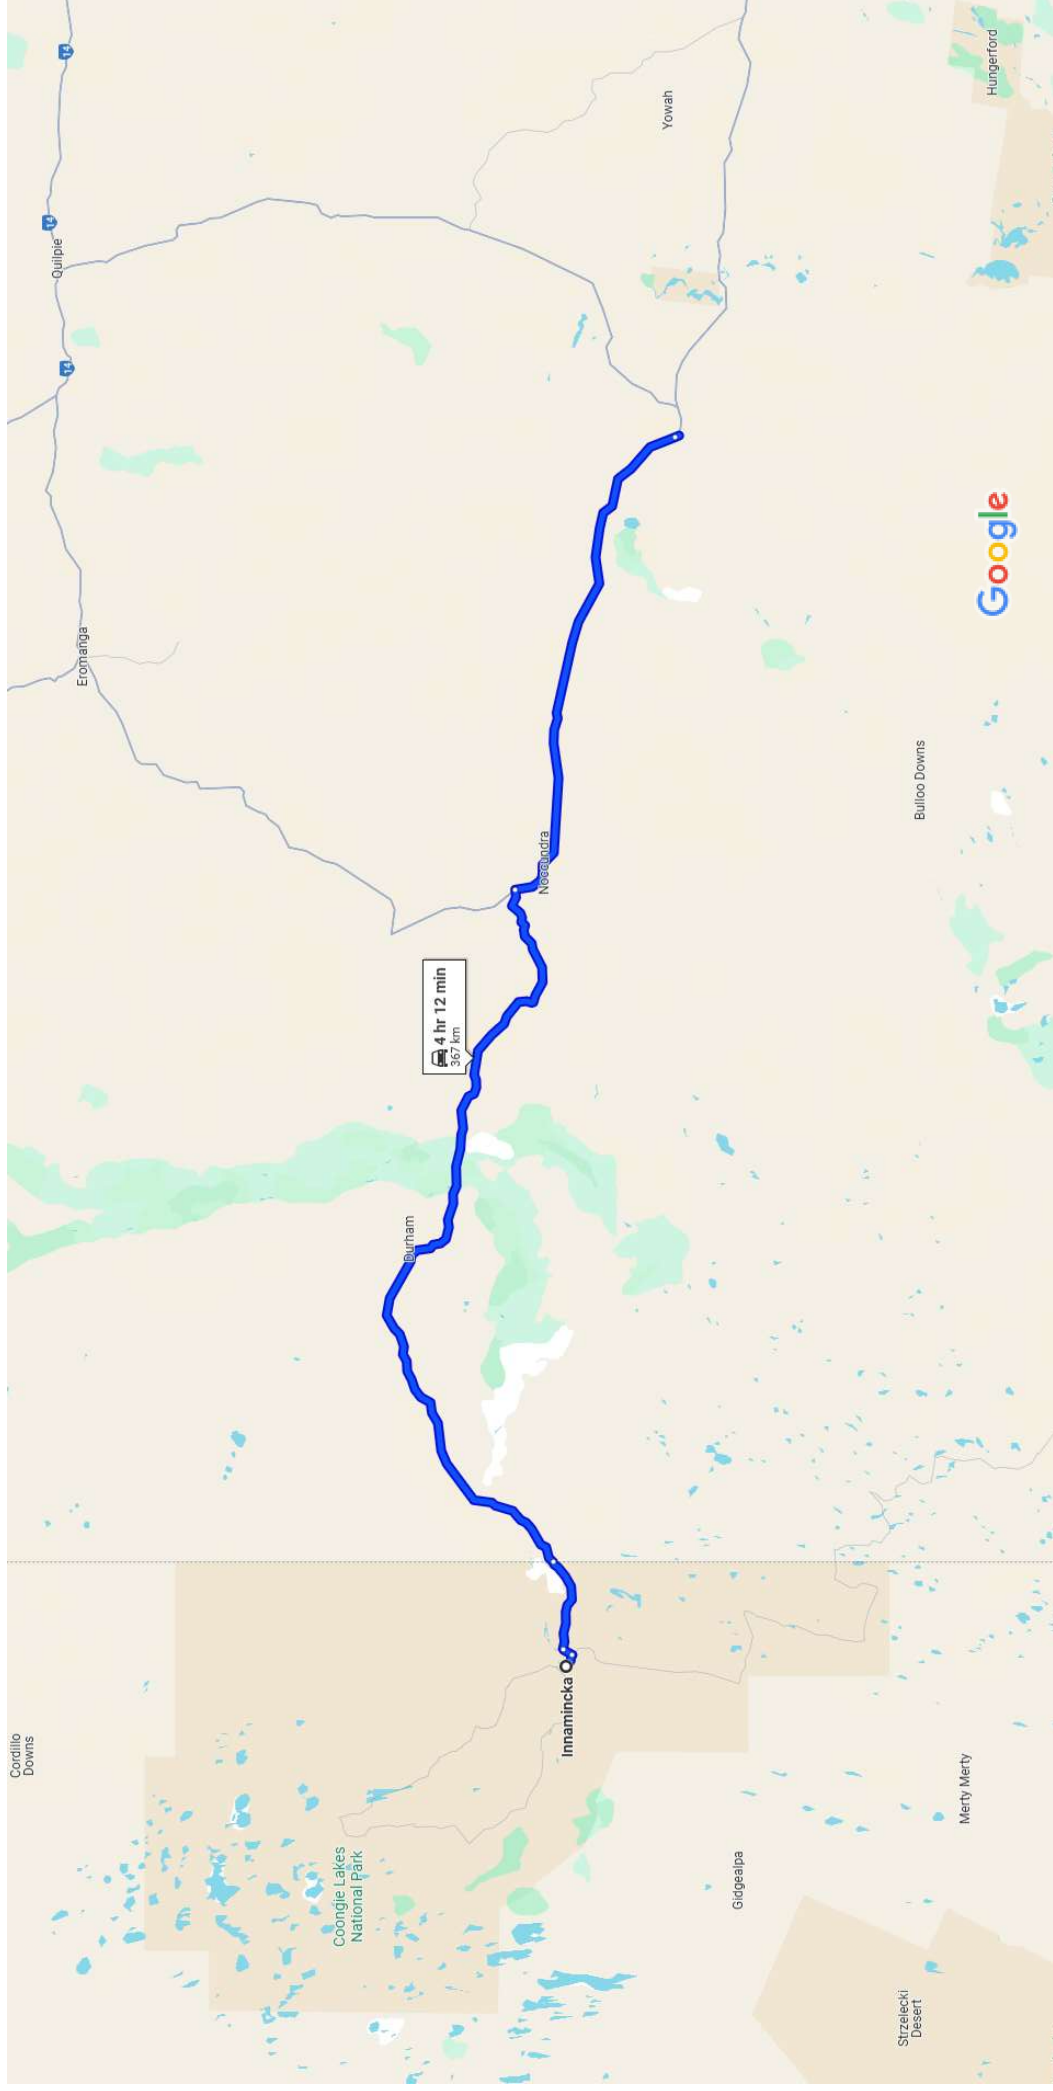 Cordillo
Downs
Coongie Lakes
National Park
Strzelecki
Desert
Gidgealpa
Merty Merty
Innamincka
Durham
4 hr 12 min
367 km
Noccundra
Bulloo Downs
Eromanga
14
Quilpie
14
14
Yowah
Hungerford
Google